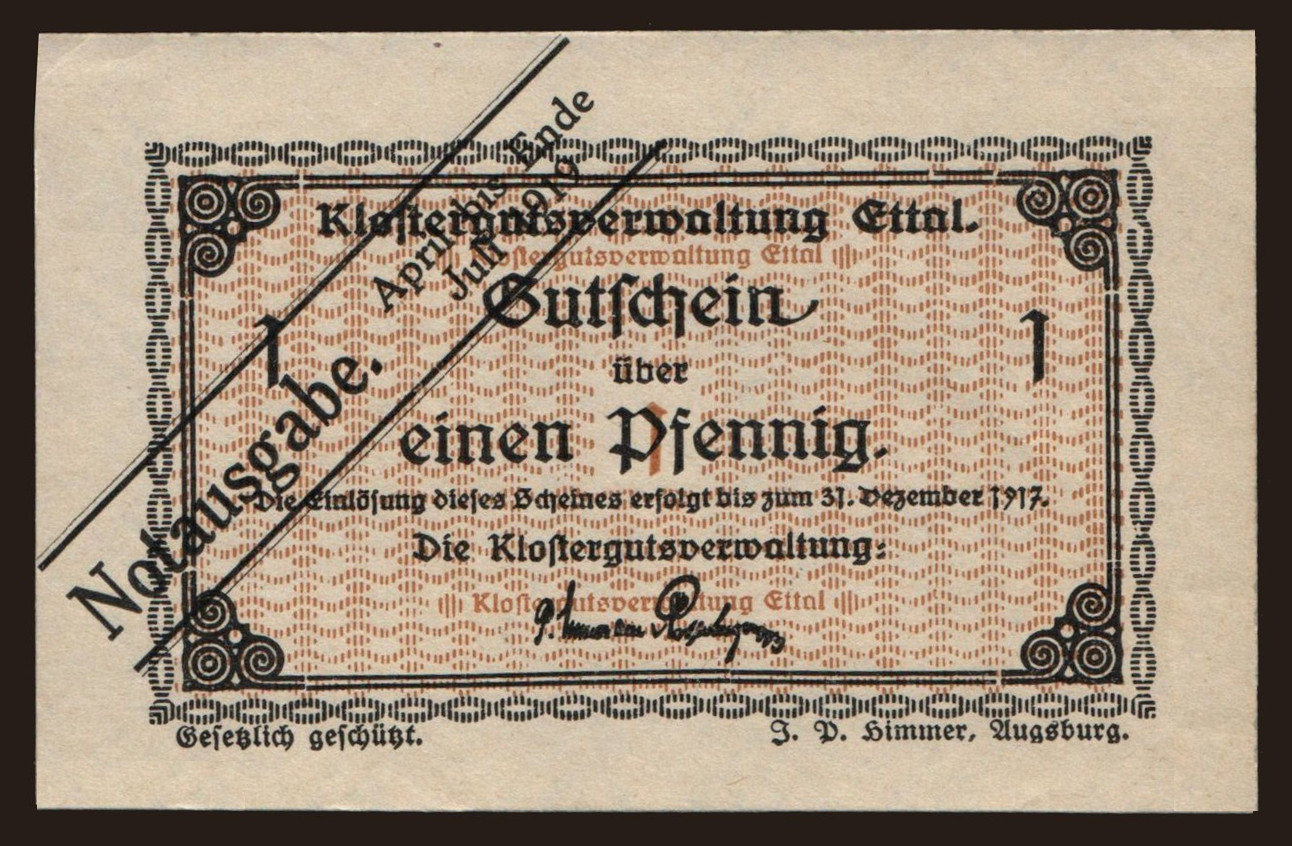 Klostergutsverwaltung Ettal.
Klostergutsverwaltung Ettal
Gutschein
1 1
über
einen Pfennig.
1
Die Einlösung dieses Scheines erfolgt bis zum 31. Dezember 1917.
Die Klostergutsverwaltung:
Klostergutsverwaltung Ettal
Gesetzlich geschützt.
J. P. Himmer, Augsburg.
Notausgabe.
April bis Ende
Juli 1919